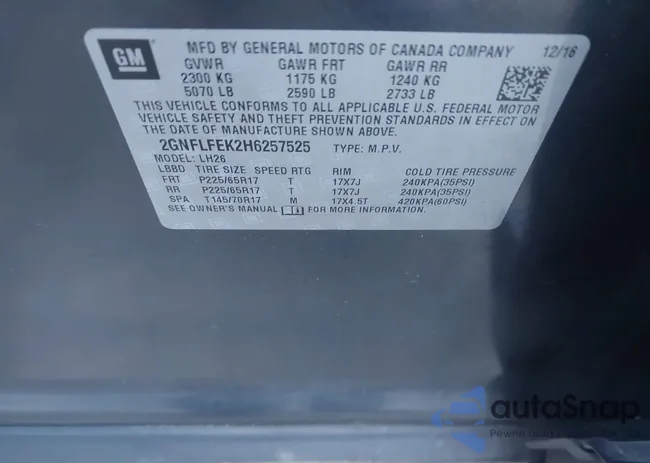 GM
MFD BY GENERAL MOTORS OF CANADA COMPANY 12/16
GVWR GAWR FRT GAWR RR
2300 KG 1175 KG 1240 KG
5070 LB 2590 LB 2733 LB
THIS VEHICLE CONFORMS TO ALL APPLICABLE U.S. FEDERAL MOTOR
VEHICLE SAFETY AND THEFT PREVENTION STANDARDS IN EFFECT ON
THE DATE OF MANUFACTURE SHOWN ABOVE.
2GNFLFEK2H6257525 TYPE: M.P.V.
MODEL: LH26
LBBD TIRE SIZE SPEED RTG RIM COLD TIRE PRESSURE
FRT P225/65R17 T 17X7J 240KPA(35PSI)
RR P225/65R17 T 17X7J 240KPA(35PSI)
SPA T145/70R17 M 17X4.5T 420KPA(60PSI)
SEE OWNER'S MANUAL FOR MORE INFORMATION.
autoSnap
Pewne auto